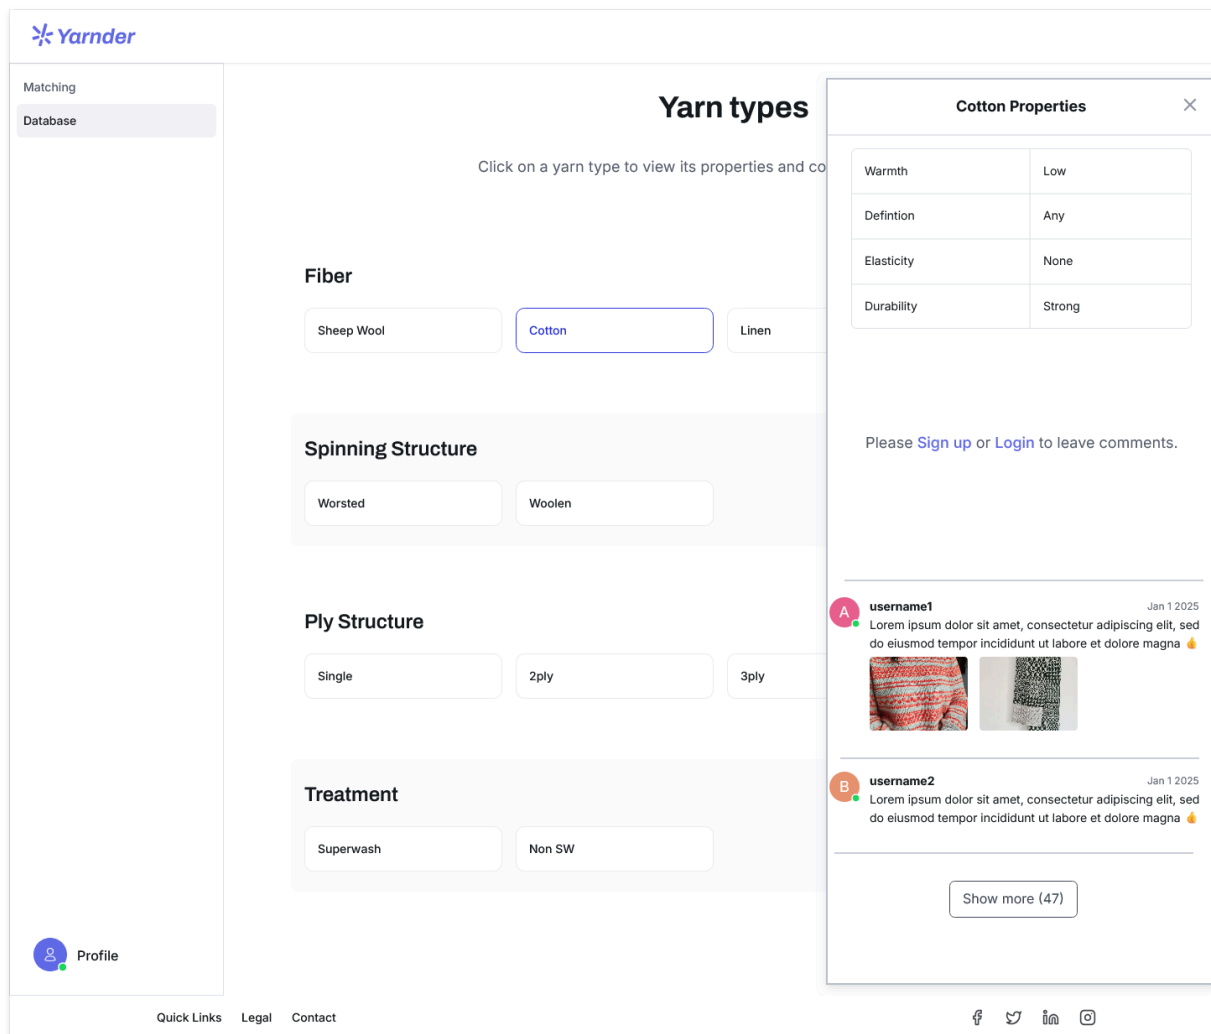 Yarnder
Matching
Database
Profile
Yarn types
Click on a yarn type to view its properties and co
Fiber
Sheep Wool
Cotton
Linen
Spinning Structure
Worsted
Woolen
Ply Structure
Single
2ply
3ply
Treatment
Superwash
Non SW
Cotton Properties
Warmth Low
Defintion Any
Elasticity None
Durability Strong
Please Sign up or Login to leave comments.
A
username1 Jan 1 2025
Lorem ipsum dolor sit amet, consectetur adipiscing elit, sed
do eiusmod tempor incididunt ut labore et dolore magna 👍
B
username2 Jan 1 2025
Lorem ipsum dolor sit amet, consectetur adipiscing elit, sed
do eiusmod tempor incididunt ut labore et dolore magna 👍
Show more (47)
Quick Links Legal Contact